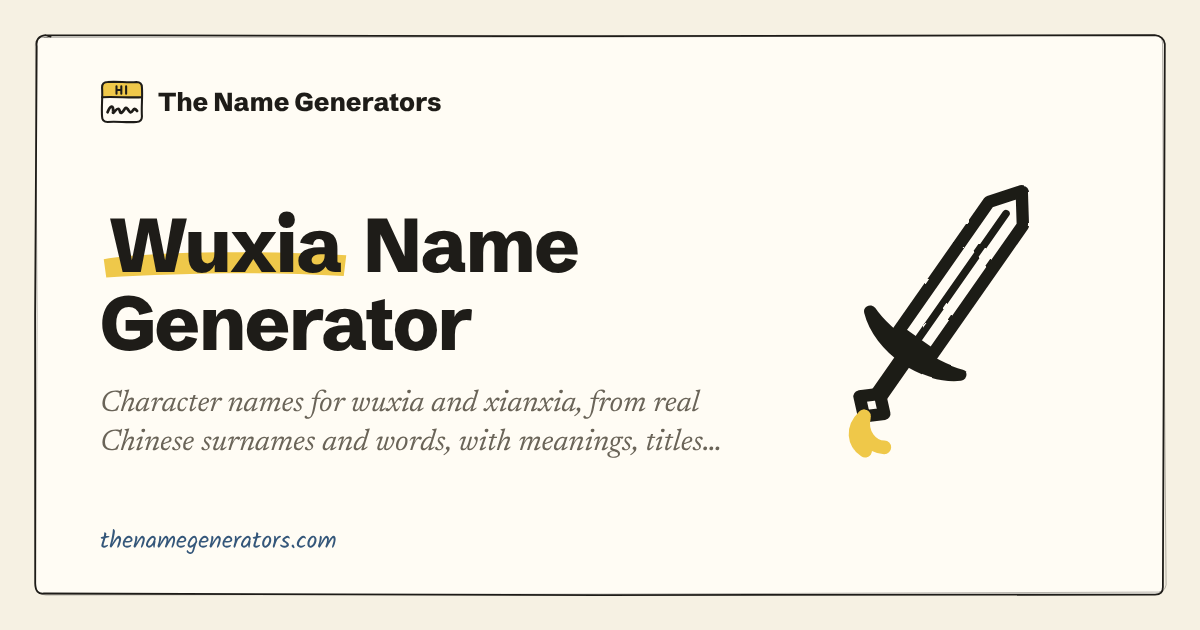 HI
The Name Generators
Wuxia Name
Generator
Character names for wuxia and xianxia, from real
Chinese surnames and words, with meanings, titles...
thenamegenerators.com